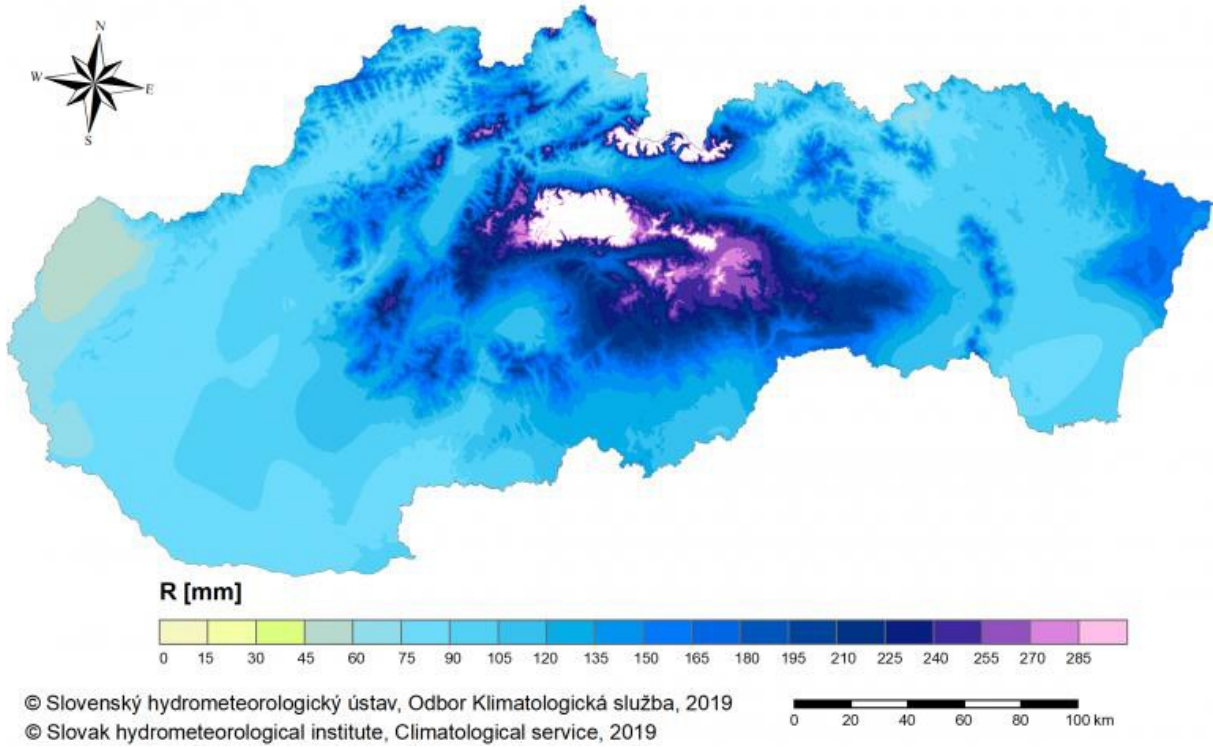 N
W E
S
R [mm]
0 15 30 45 60 75 90 105 120 135 150 165 180 195 210 225 240 255 270 285
© Slovenský hydrometeorologický ústav, Odbor Klimatologická služba, 2019
0 20 40 60 80 100 km
© Slovak hydrometeorological institute, Climatological service, 2019